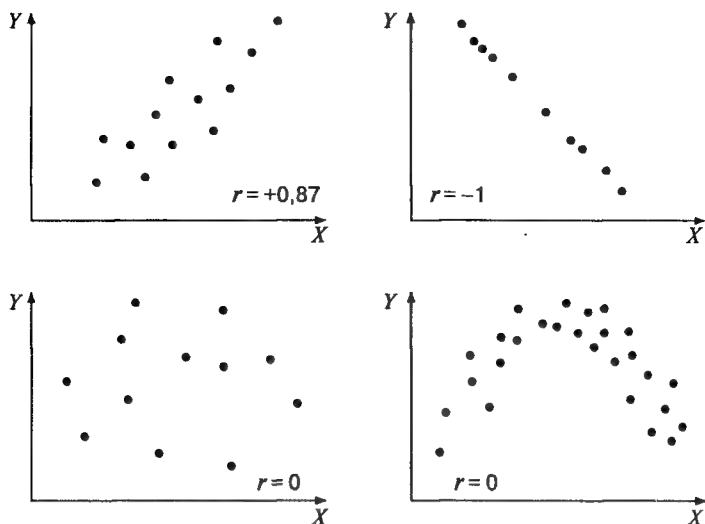 Y
r = +0,87
X
Y
r = −1
X
Y
r = 0
X
Y
r = 0
X